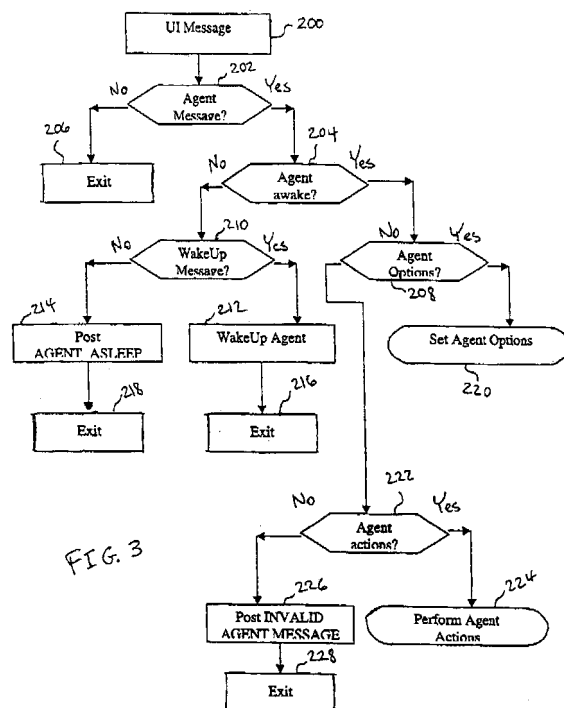 UI Message
200
202
No
Agent
Message?
Yes
206
Exit
204
No
Agent
awake?
Yes
210
No
WakeUp
Message?
Yes
No
Agent
Options?
Yes
208
214
Post
AGENT_ASLEEP
212
WakeUp Agent
Set Agent Options
220
218
Exit
216
Exit
222
No
Agent
actions?
Yes
FIG. 3
226
Post INVALID
AGENT MESSAGE
224
Perform Agent
Actions
228
Exit